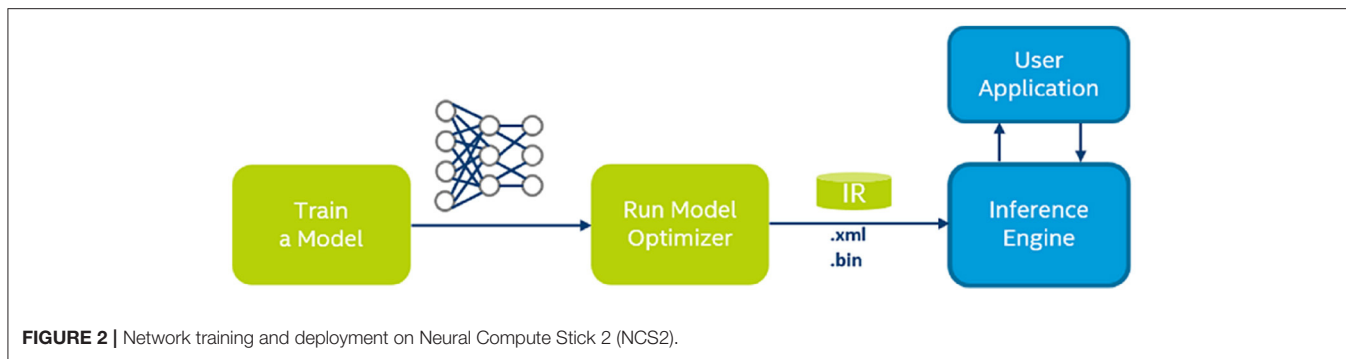 User
Application
Train
a Model
Run Model
Optimizer
IR
.xml
.bin
Inference
Engine
FIGURE 2 | Network training and deployment on Neural Compute Stick 2 (NCS2).